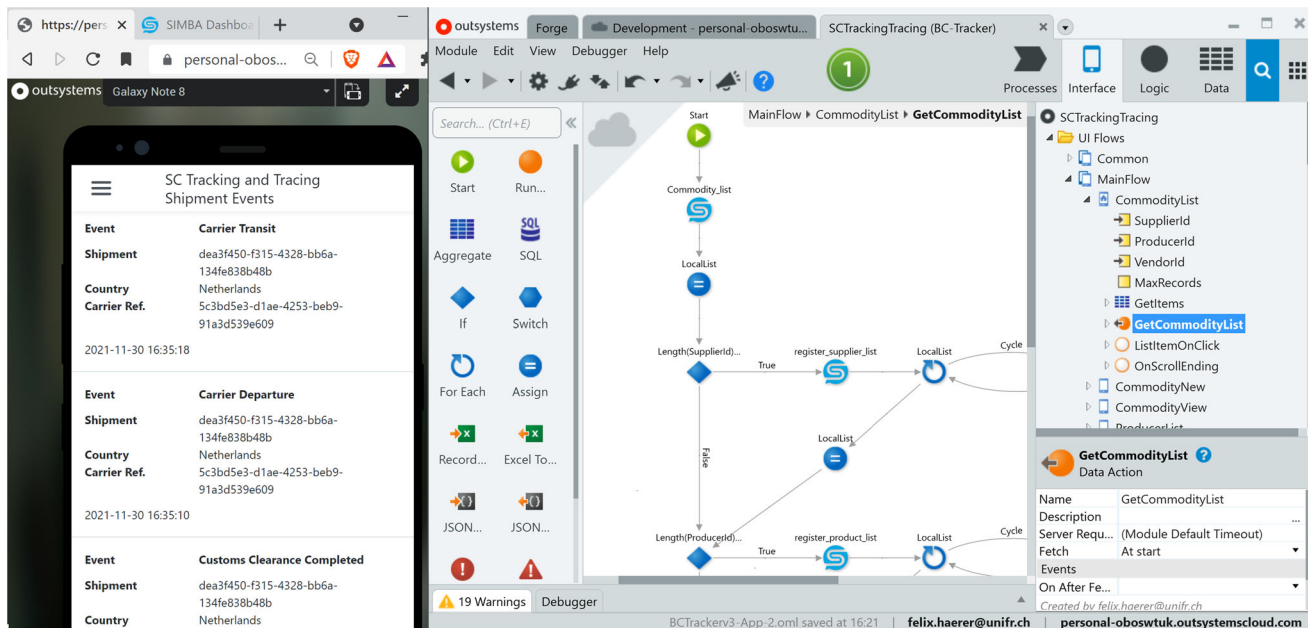 https://pers
SIMBA Dashboa
personal-obos...
outsystems
Galaxy Note 8
SC Tracking and Tracing
Shipment Events
Event Carrier Transit
Shipment dea3f450-f315-4328-bb6a-
134fe838b48b
Country Netherlands
Carrier Ref. 5c3bd5e3-d1ae-4253-beb9-
91a3d539e609
2021-11-30 16:35:18
Event Carrier Departure
Shipment dea3f450-f315-4328-bb6a-
134fe838b48b
Country Netherlands
Carrier Ref. 5c3bd5e3-d1ae-4253-beb9-
91a3d539e609
2021-11-30 16:35:10
Event Customs Clearance Completed
Shipment dea3f450-f315-4328-bb6a-
134fe838b48b
Country Netherlands
outsystems Forge Development - personal-oboswtu... SCTrackingTracing (BC-Tracker)
Module Edit View Debugger Help
1
Processes Interface Logic Data
Search... (Ctrl+E)
Start Run...
Aggregate SQL
If Switch
For Each Assign
Record... Excel To...
JSON... JSON...
MainFlow CommodityList GetCommodityList
Start
Commodity_list
LocalList
Length(SupplierId)... True register_supplier_list LocalList Cycle
False
LocalList
Length(ProducerId)... True register_product_list LocalList Cycle
SCTrackingTracing
UI Flows
Common
MainFlow
CommodityList
SupplierId
ProducerId
VendorId
MaxRecords
GetItems
GetCommodityList
ListItemOnClick
OnScrollEnding
CommodityNew
CommodityView
ProducerList
GetCommodityList
Data Action
Name GetCommodityList
Description ...
Server Requ... (Module Default Timeout)
Fetch At start
Events
On After Fe...
Created by felix.haerer@unifr.ch
19 Warnings Debugger
BCTrackerv3-App-2.oml saved at 16:21 | felix.haerer@unifr.ch | personal-oboswtuk.outsystemscloud.com